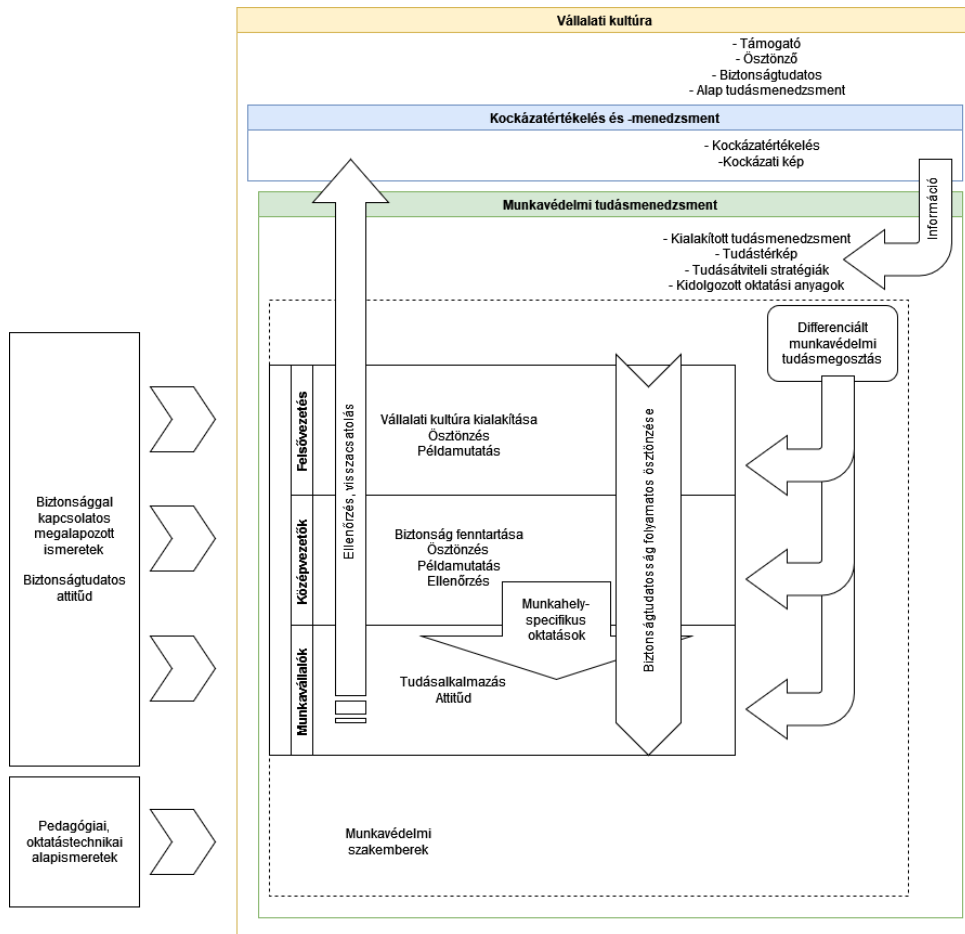 Vállalati kultúra
- Támogató
- Ösztönző
- Biztonságtudatos
- Alap tudásmenedzsment
Kockázatértékelés és -menedzsment
- Kockázatértékelés
-Kockázati kép
Információ
Munkavédelmi tudásmenedzsment
- Kialakított tudásmenedzsment
- Tudástérkép
- Tudásátviteli stratégiák
- Kidolgozott oktatási anyagok
Differenciált
munkavédelmi
tudásmegosztás
Ellenőrzés, visszacsatolás
Biztonságtudatosság folyamatos ösztönzése
Felsővezetés
Vállalati kultúra kialakítása
Ösztönzés
Példamutatás
Középvezetők
Biztonság fenntartása
Ösztönzés
Példamutatás
Ellenőrzés
Munkahely-
specifikus
oktatások
Munkavállalók
Tudásalkalmazás
Attitűd
Biztonsággal
kapcsolatos
megalapozott
ismeretek
Biztonságtudatos
attitűd
Pedagógiai,
oktatástechnikai
alapismeretek
Munkavédelmi
szakemberek